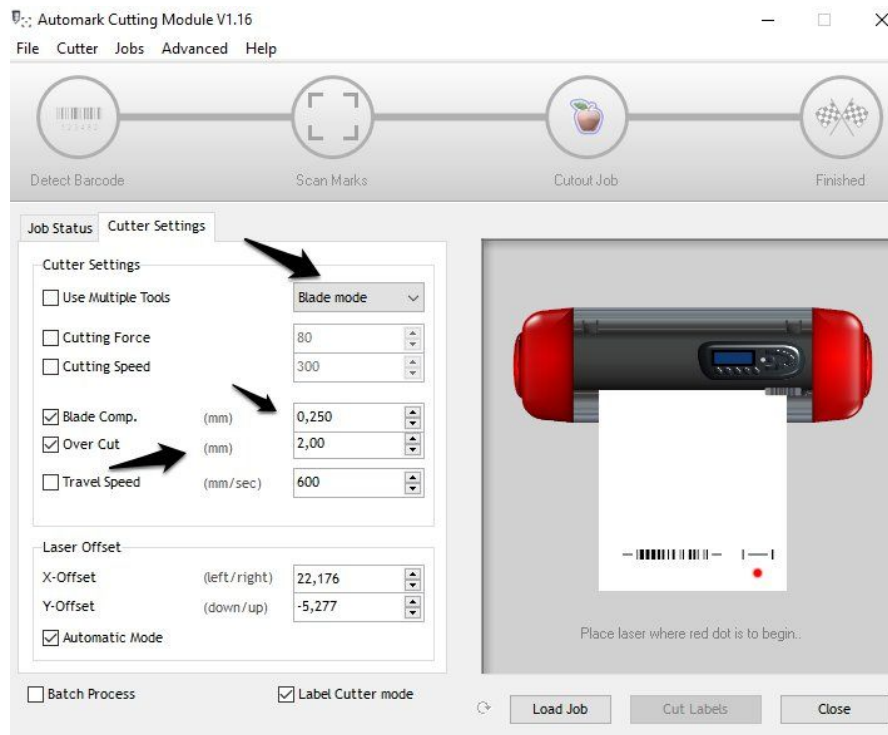 Automark Cutting Module V1.16
File Cutter Jobs Advanced Help
Detect Barcode Scan Marks Cutout Job Finished
Job Status Cutter Settings
Cutter Settings
Use Multiple Tools Blade mode
Cutting Force 80
Cutting Speed 300
Blade Comp. (mm) 0,250
Over Cut (mm) 2,00
Travel Speed (mm/sec) 600
Laser Offset
X-Offset (left/right) 22,176
Y-Offset (down/up) -5,277
Automatic Mode
Place laser where red dot is to begin..
Batch Process Label Cutter mode
Load Job Cut Labels Close